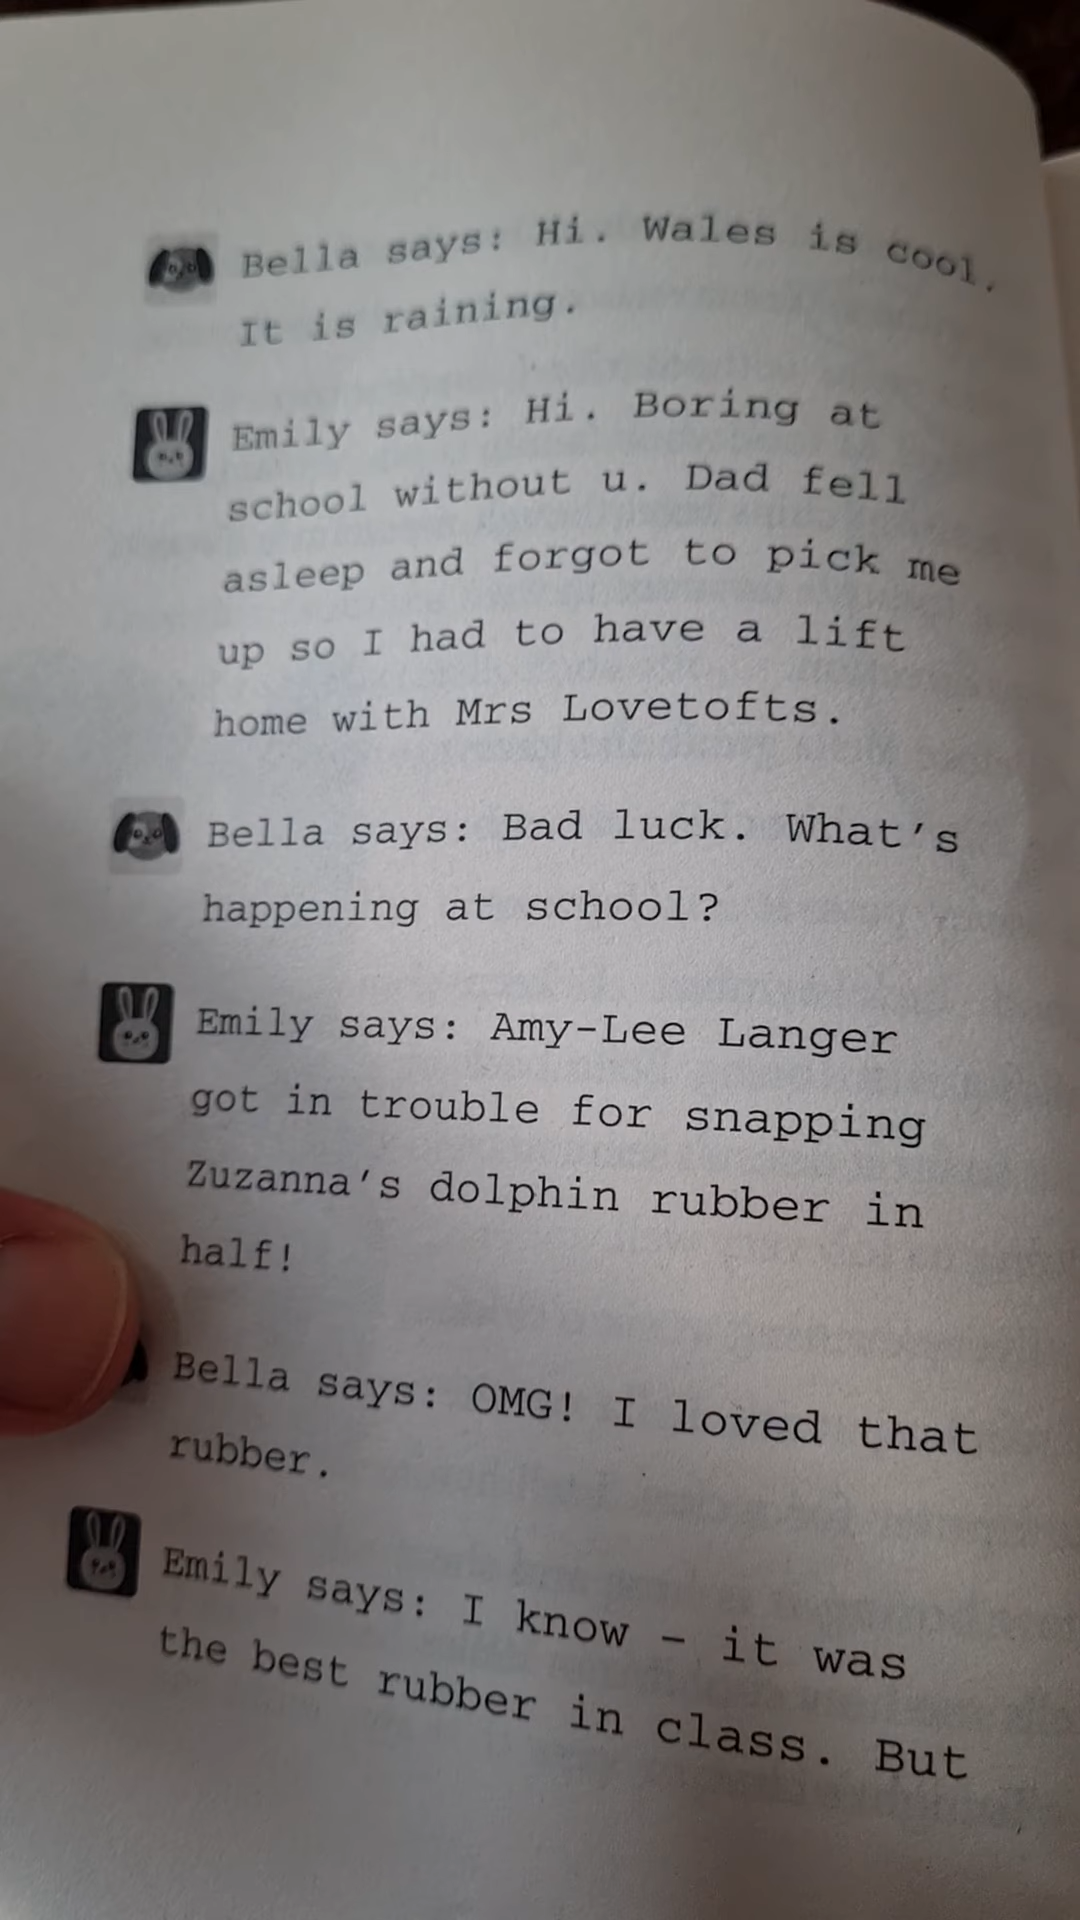 Bella says: Hi. Wales is cool.
It is raining.
Emily says: Hi. Boring at
school without u. Dad fell
asleep and forgot to pick me
up so I had to have a lift
home with Mrs Lovetofts.
Bella says: Bad luck. What's
happening at school?
Emily says: Amy-Lee Langer
got in trouble for snapping
Zuzanna's dolphin rubber in
half!
Bella says: OMG! I loved that
rubber.
Emily says: I know – it was
the best rubber in class. But